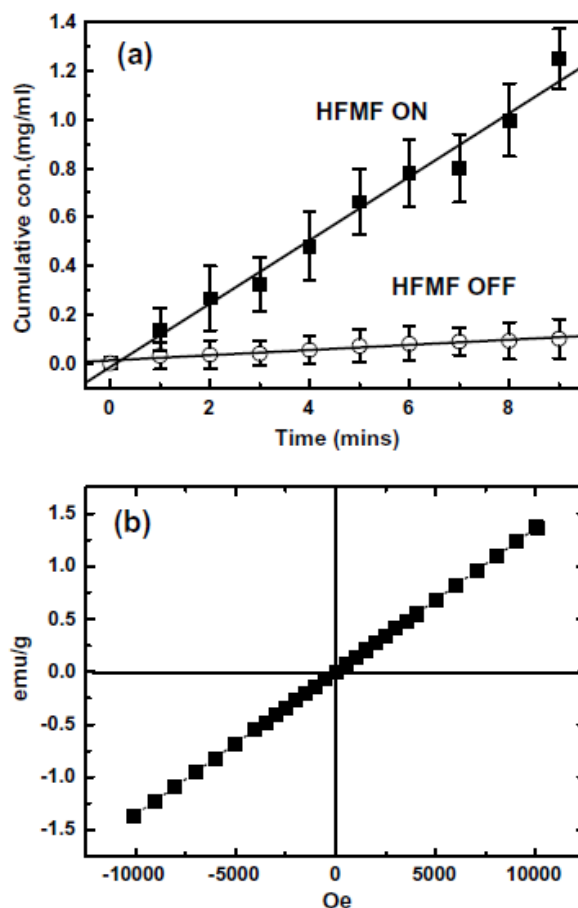 (a)
HFMF ON
HFMF OFF
Cumulative con.(mg/ml)
1.4
1.2
1.0
0.8
0.6
0.4
0.2
0.0
0 2 4 6 8
Time (mins)
(b)
emu/g
1.5
1.0
0.5
0.0
-0.5
-1.0
-1.5
-10000 -5000 0 5000 10000
Oe